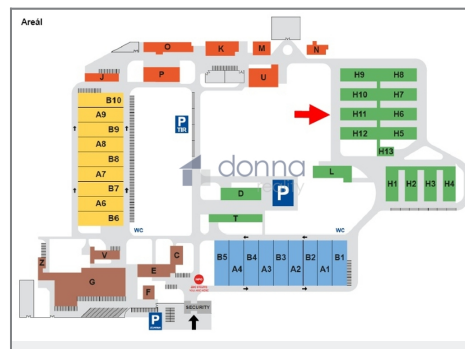 Areál
O
K
M
N
J
P
U
H9 H8
H10 H7
H11 H6
H12 H5
H13
B10
A9
B9
A8
B8
A7
B7
A6
B6
P
TIR
donna
realty
L
H1 H2 H3 H4
D
P
T
WC
WC
B5 B4 B3 B2 B1
A4 A3 A2 A1
Z
V
C
E
G
F
P
SECURITY